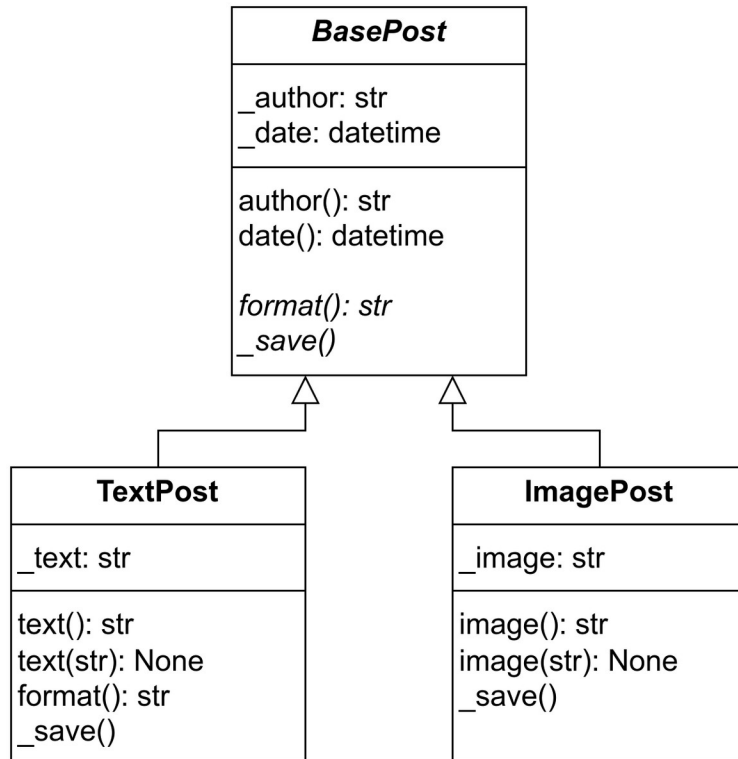 BasePost
_author: str
_date: datetime
author(): str
date(): datetime
format(): str
_save()
TextPost
_text: str
text(): str
text(str): None
format(): str
_save()
ImagePost
_image: str
image(): str
image(str): None
_save()